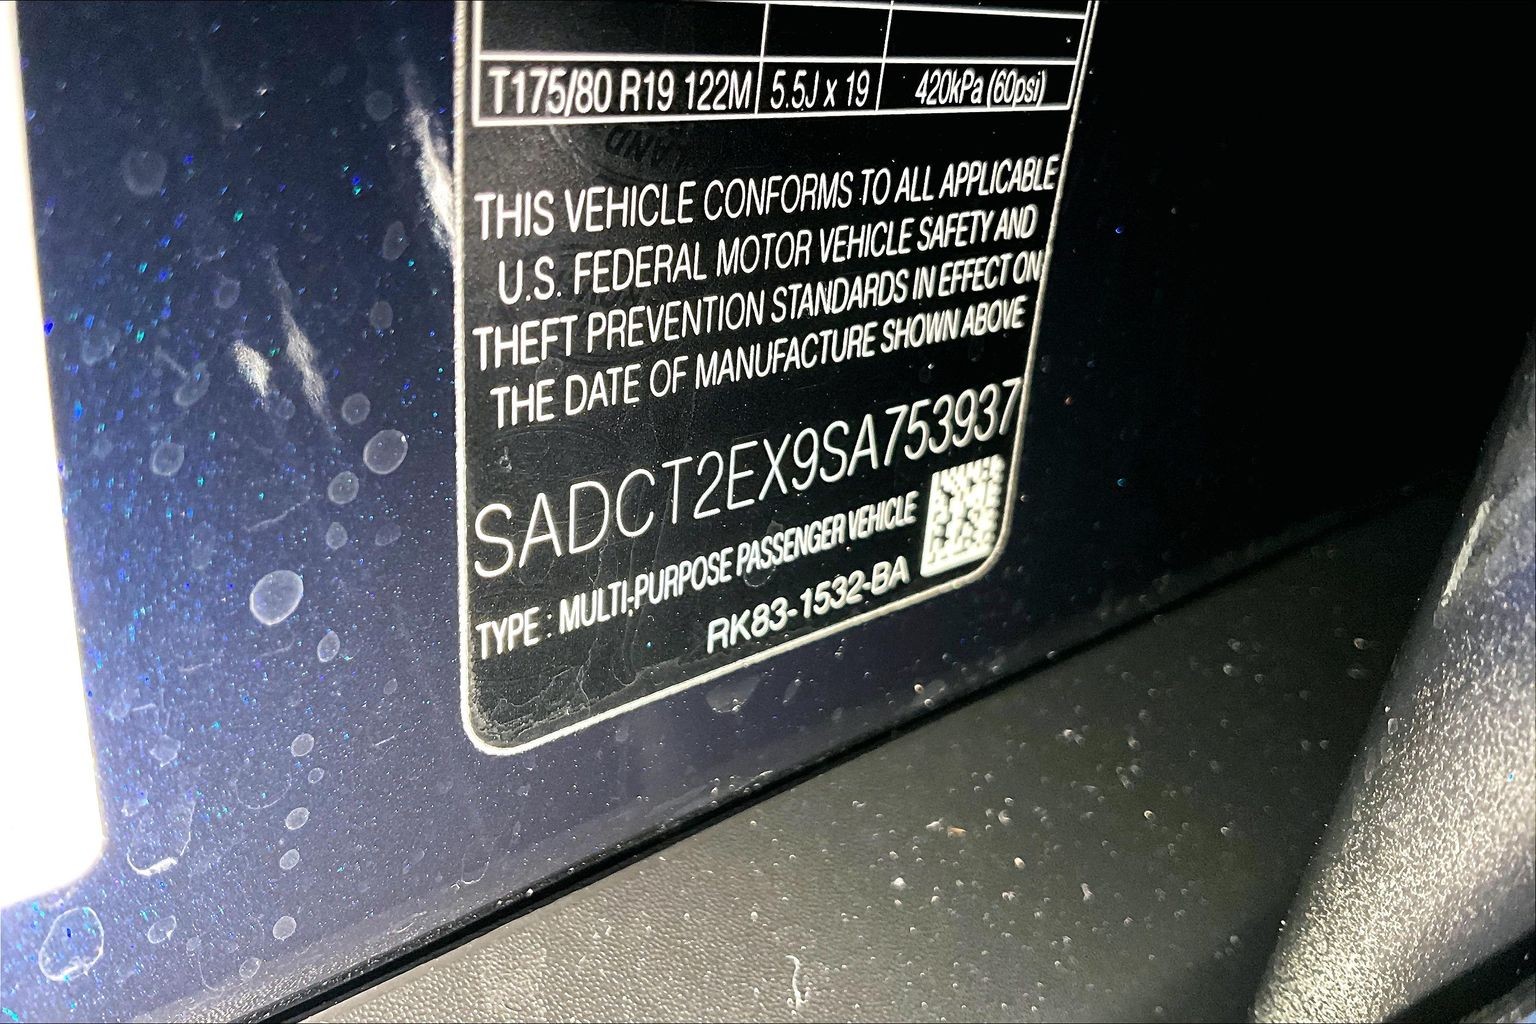 T175/80 R19 122M 5.5J x 19 420kPa (60psi)
THIS VEHICLE CONFORMS TO ALL APPLICABLE
U.S. FEDERAL MOTOR VEHICLE SAFETY AND
THEFT PREVENTION STANDARDS IN EFFECT ON
THE DATE OF MANUFACTURE SHOWN ABOVE
SADCT2EX9SA753937
TYPE : MULTI-PURPOSE PASSENGER VEHICLE
RK83-1532-BA